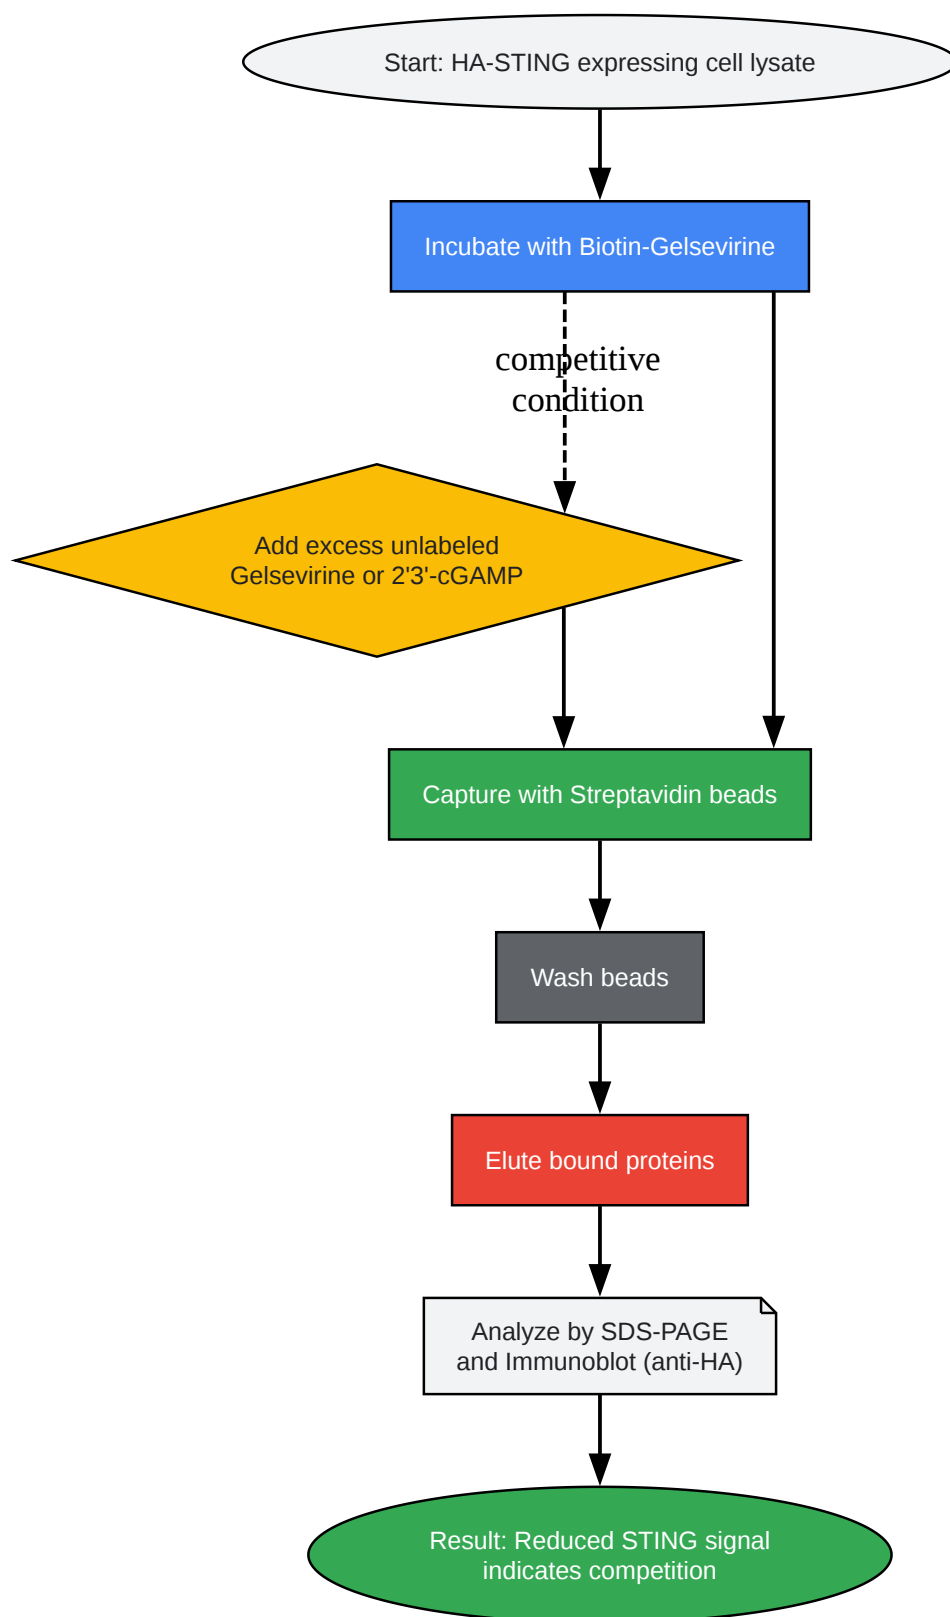 Start: HA-STING expressing cell lysate
Incubate with Biotin-Gelsevirine
competitive
condition
Add excess unlabeled
Gelsevirine or 2'3'-cGAMP
Capture with Streptavidin beads
Wash beads
Elute bound proteins
Analyze by SDS-PAGE
and Immunoblot (anti-HA)
Result: Reduced STING signal
indicates competition